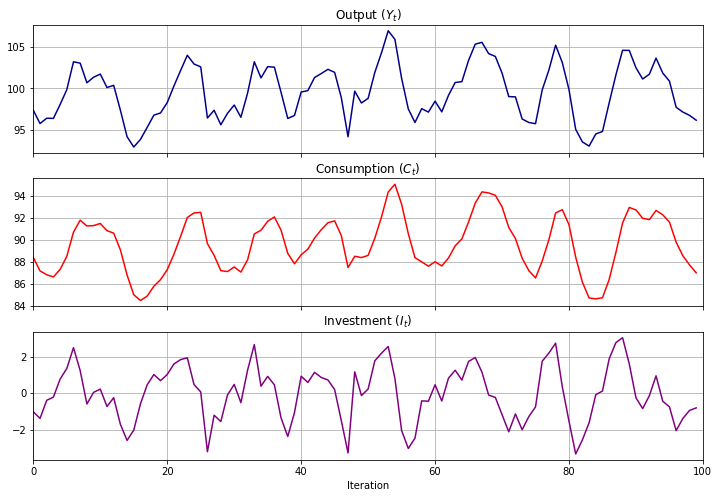 Output (Y_t)
105
100
95
Consumption (C_t)
94
92
90
88
86
84
Investment (I_t)
2
0
−2
0 20 40 60 80 100
Iteration